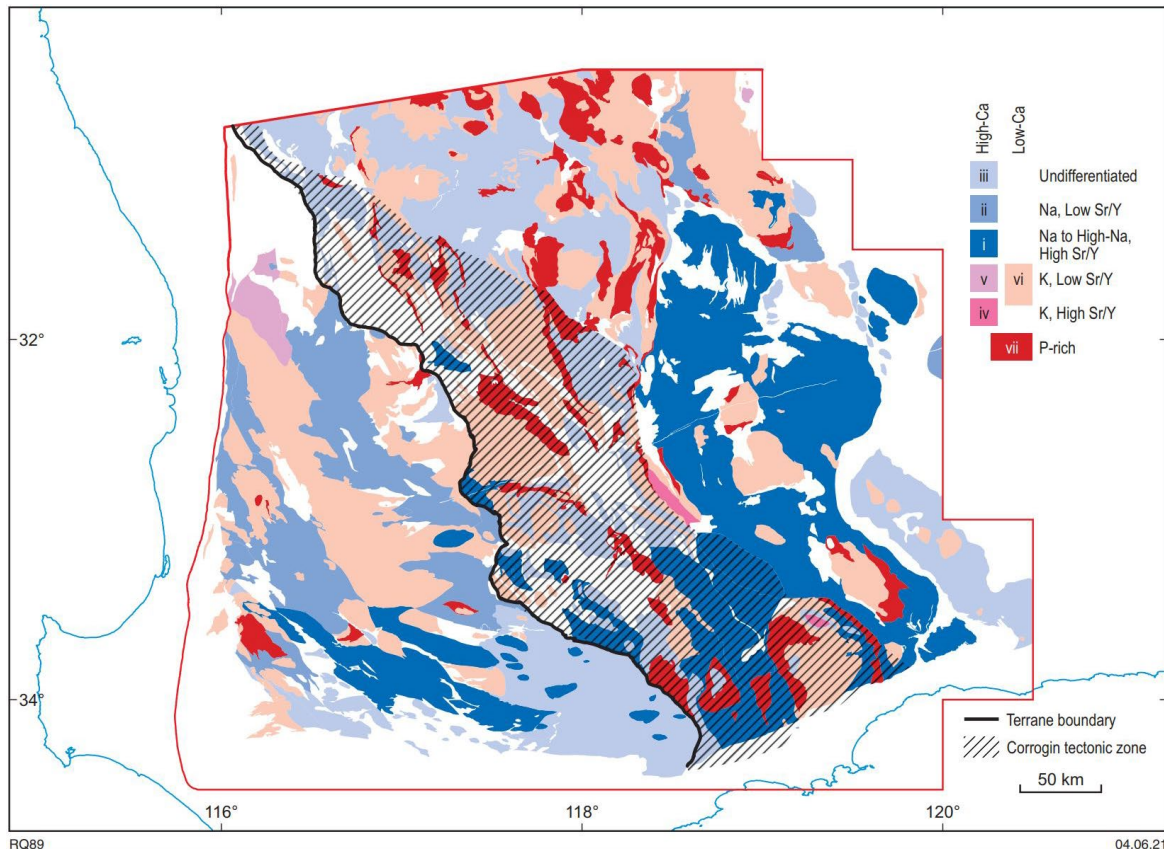 High-Ca
Low-Ca
iii Undifferentiated
ii Na, Low Sr/Y
i Na to High-Na,
High Sr/Y
v vi K, Low Sr/Y
iv K, High Sr/Y
vii P-rich
32°
34°
Terrane boundary
Corrogin tectonic zone
50 km
116° 118° 120°
RQ89 04.06.21